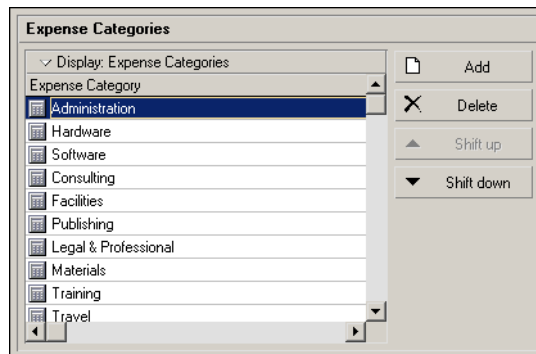 Expense Categories
Display: Expense Categories
Expense Category
Administration
Hardware
Software
Consulting
Facilities
Publishing
Legal & Professional
Materials
Training
Travel
Add
Delete
Shift up
Shift down